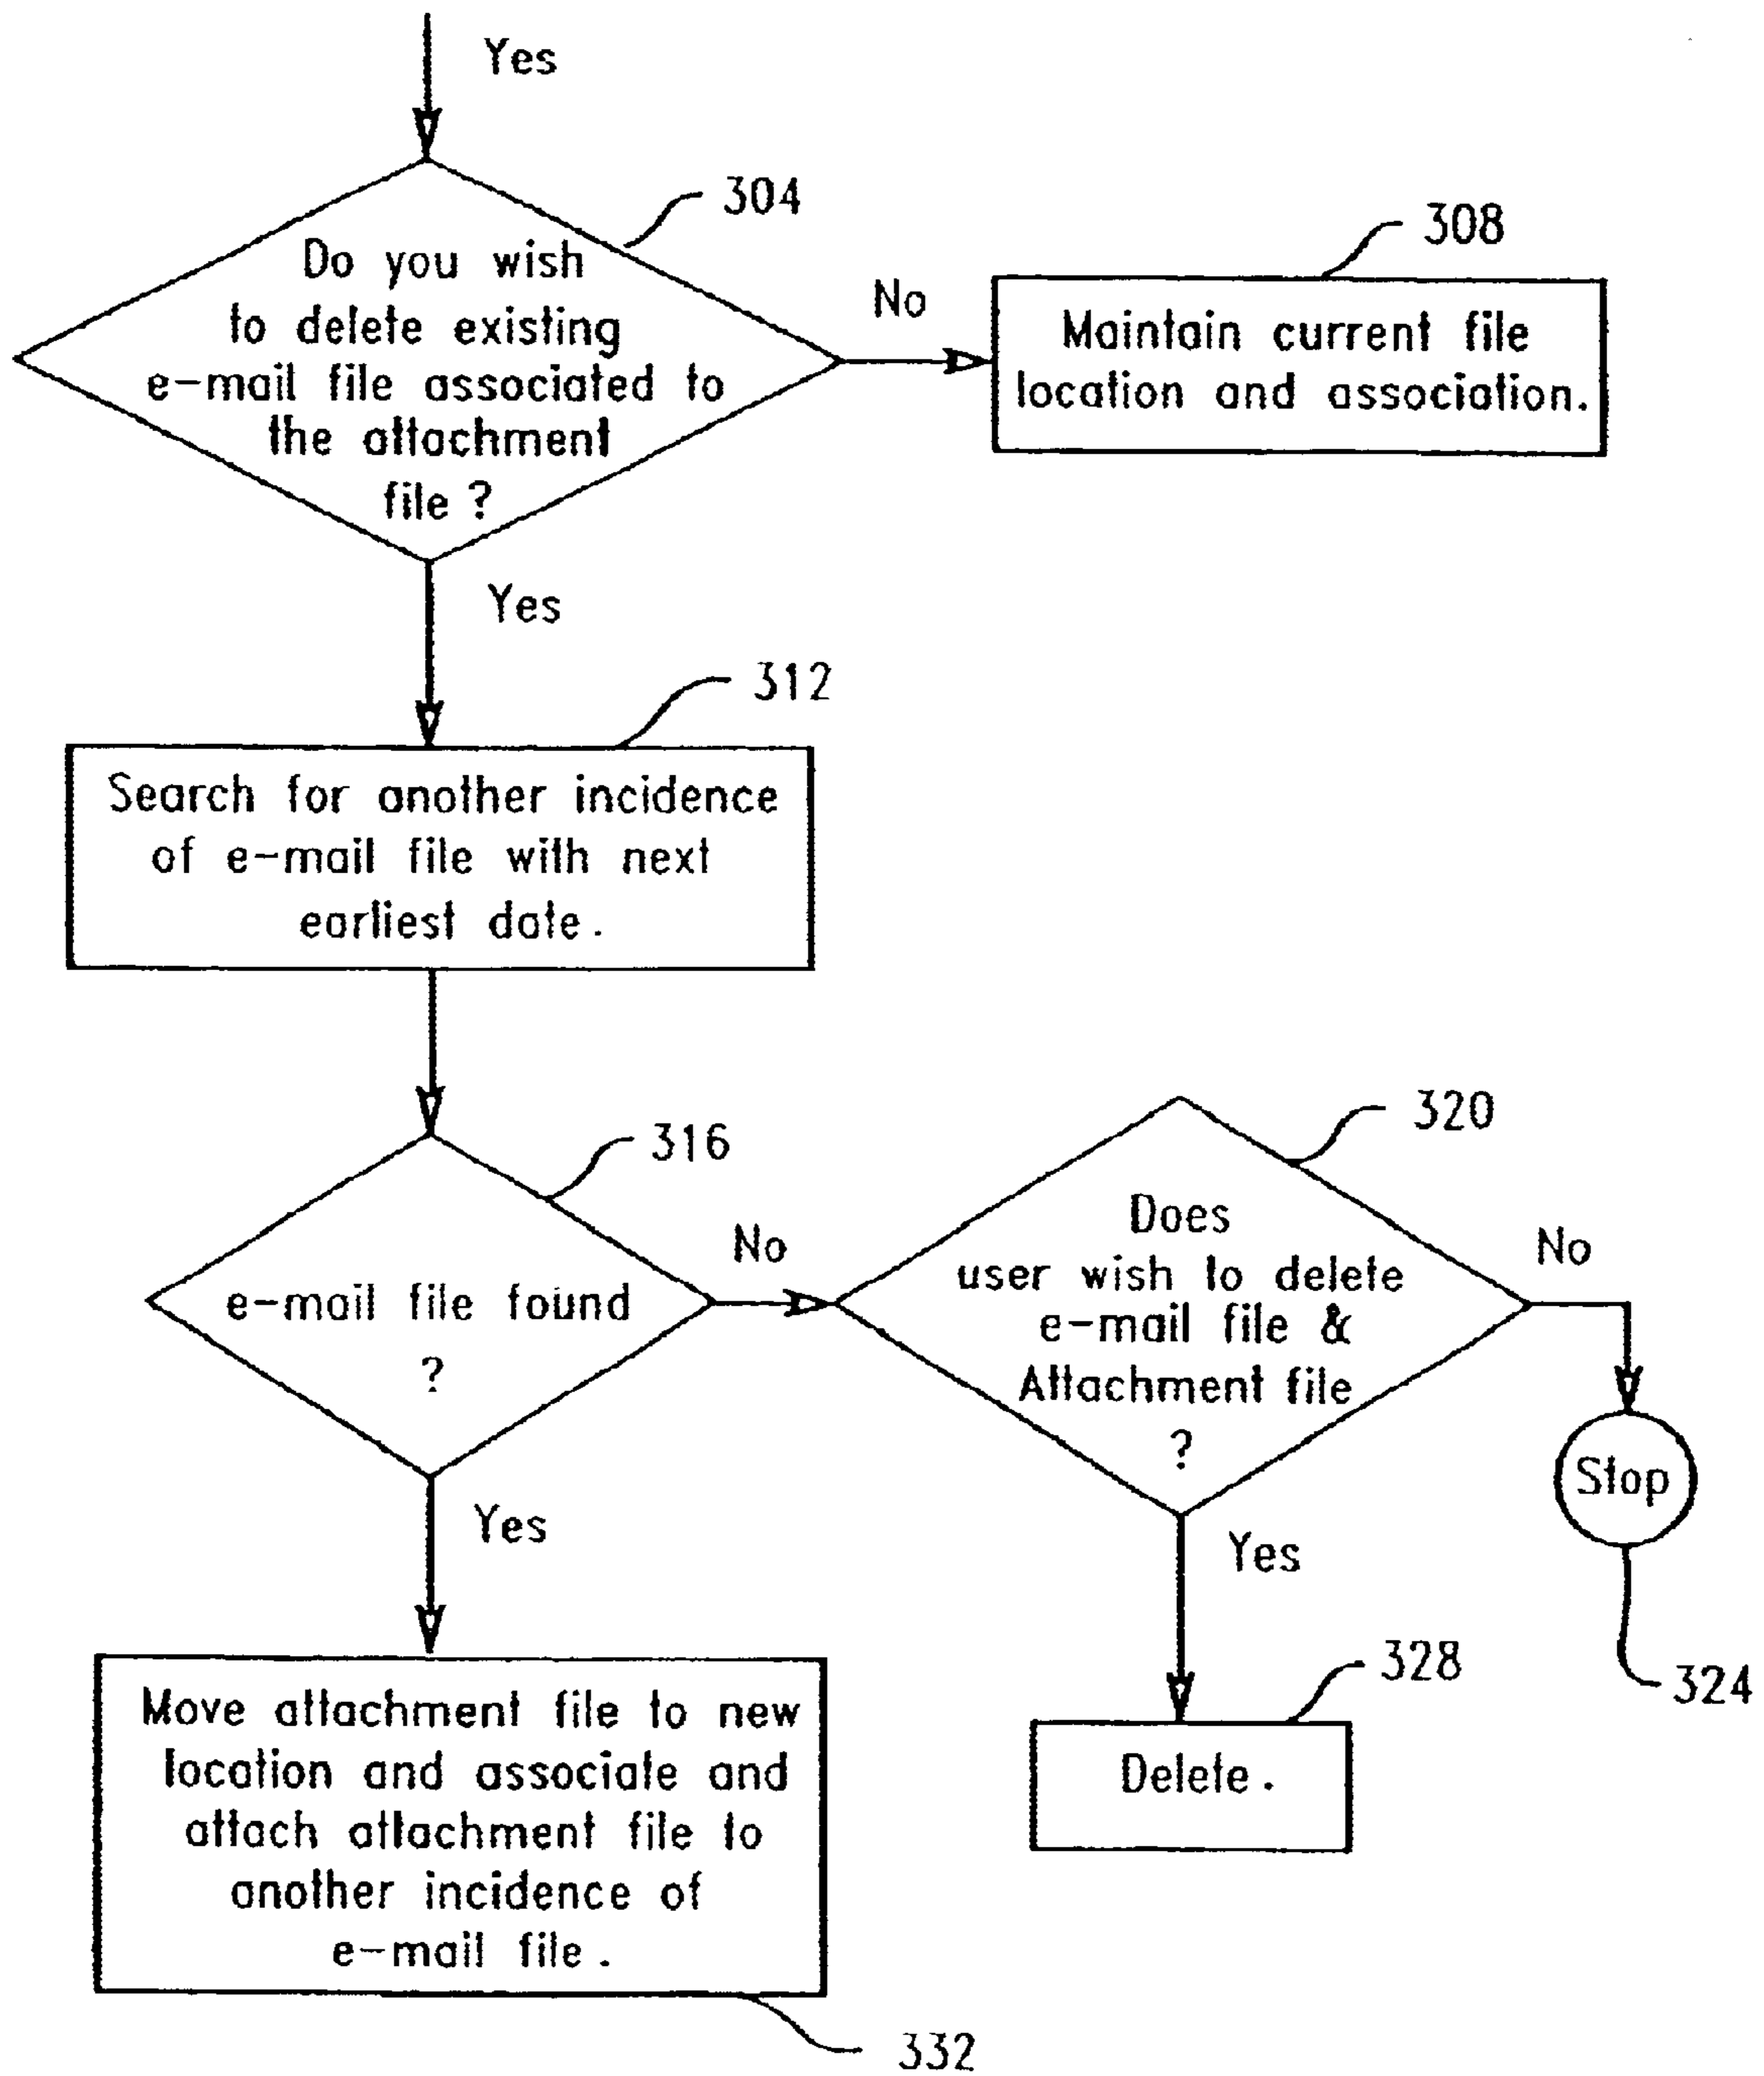 Yes
304
Do you wish
to delete existing
e-mail file associated to
the attachment
file ?
No
308
Maintain current file
location and association.
Yes
312
Search for another incidence
of e-mail file with next
earliest date.
316
e-mail file found
?
No
320
Does
user wish to delete
e-mail file &
Attachment file
?
No
Stop
324
Yes
328
Delete.
Yes
Move attachment file to new
location and associate and
attach attachment file to
another incidence of
e-mail file.
332